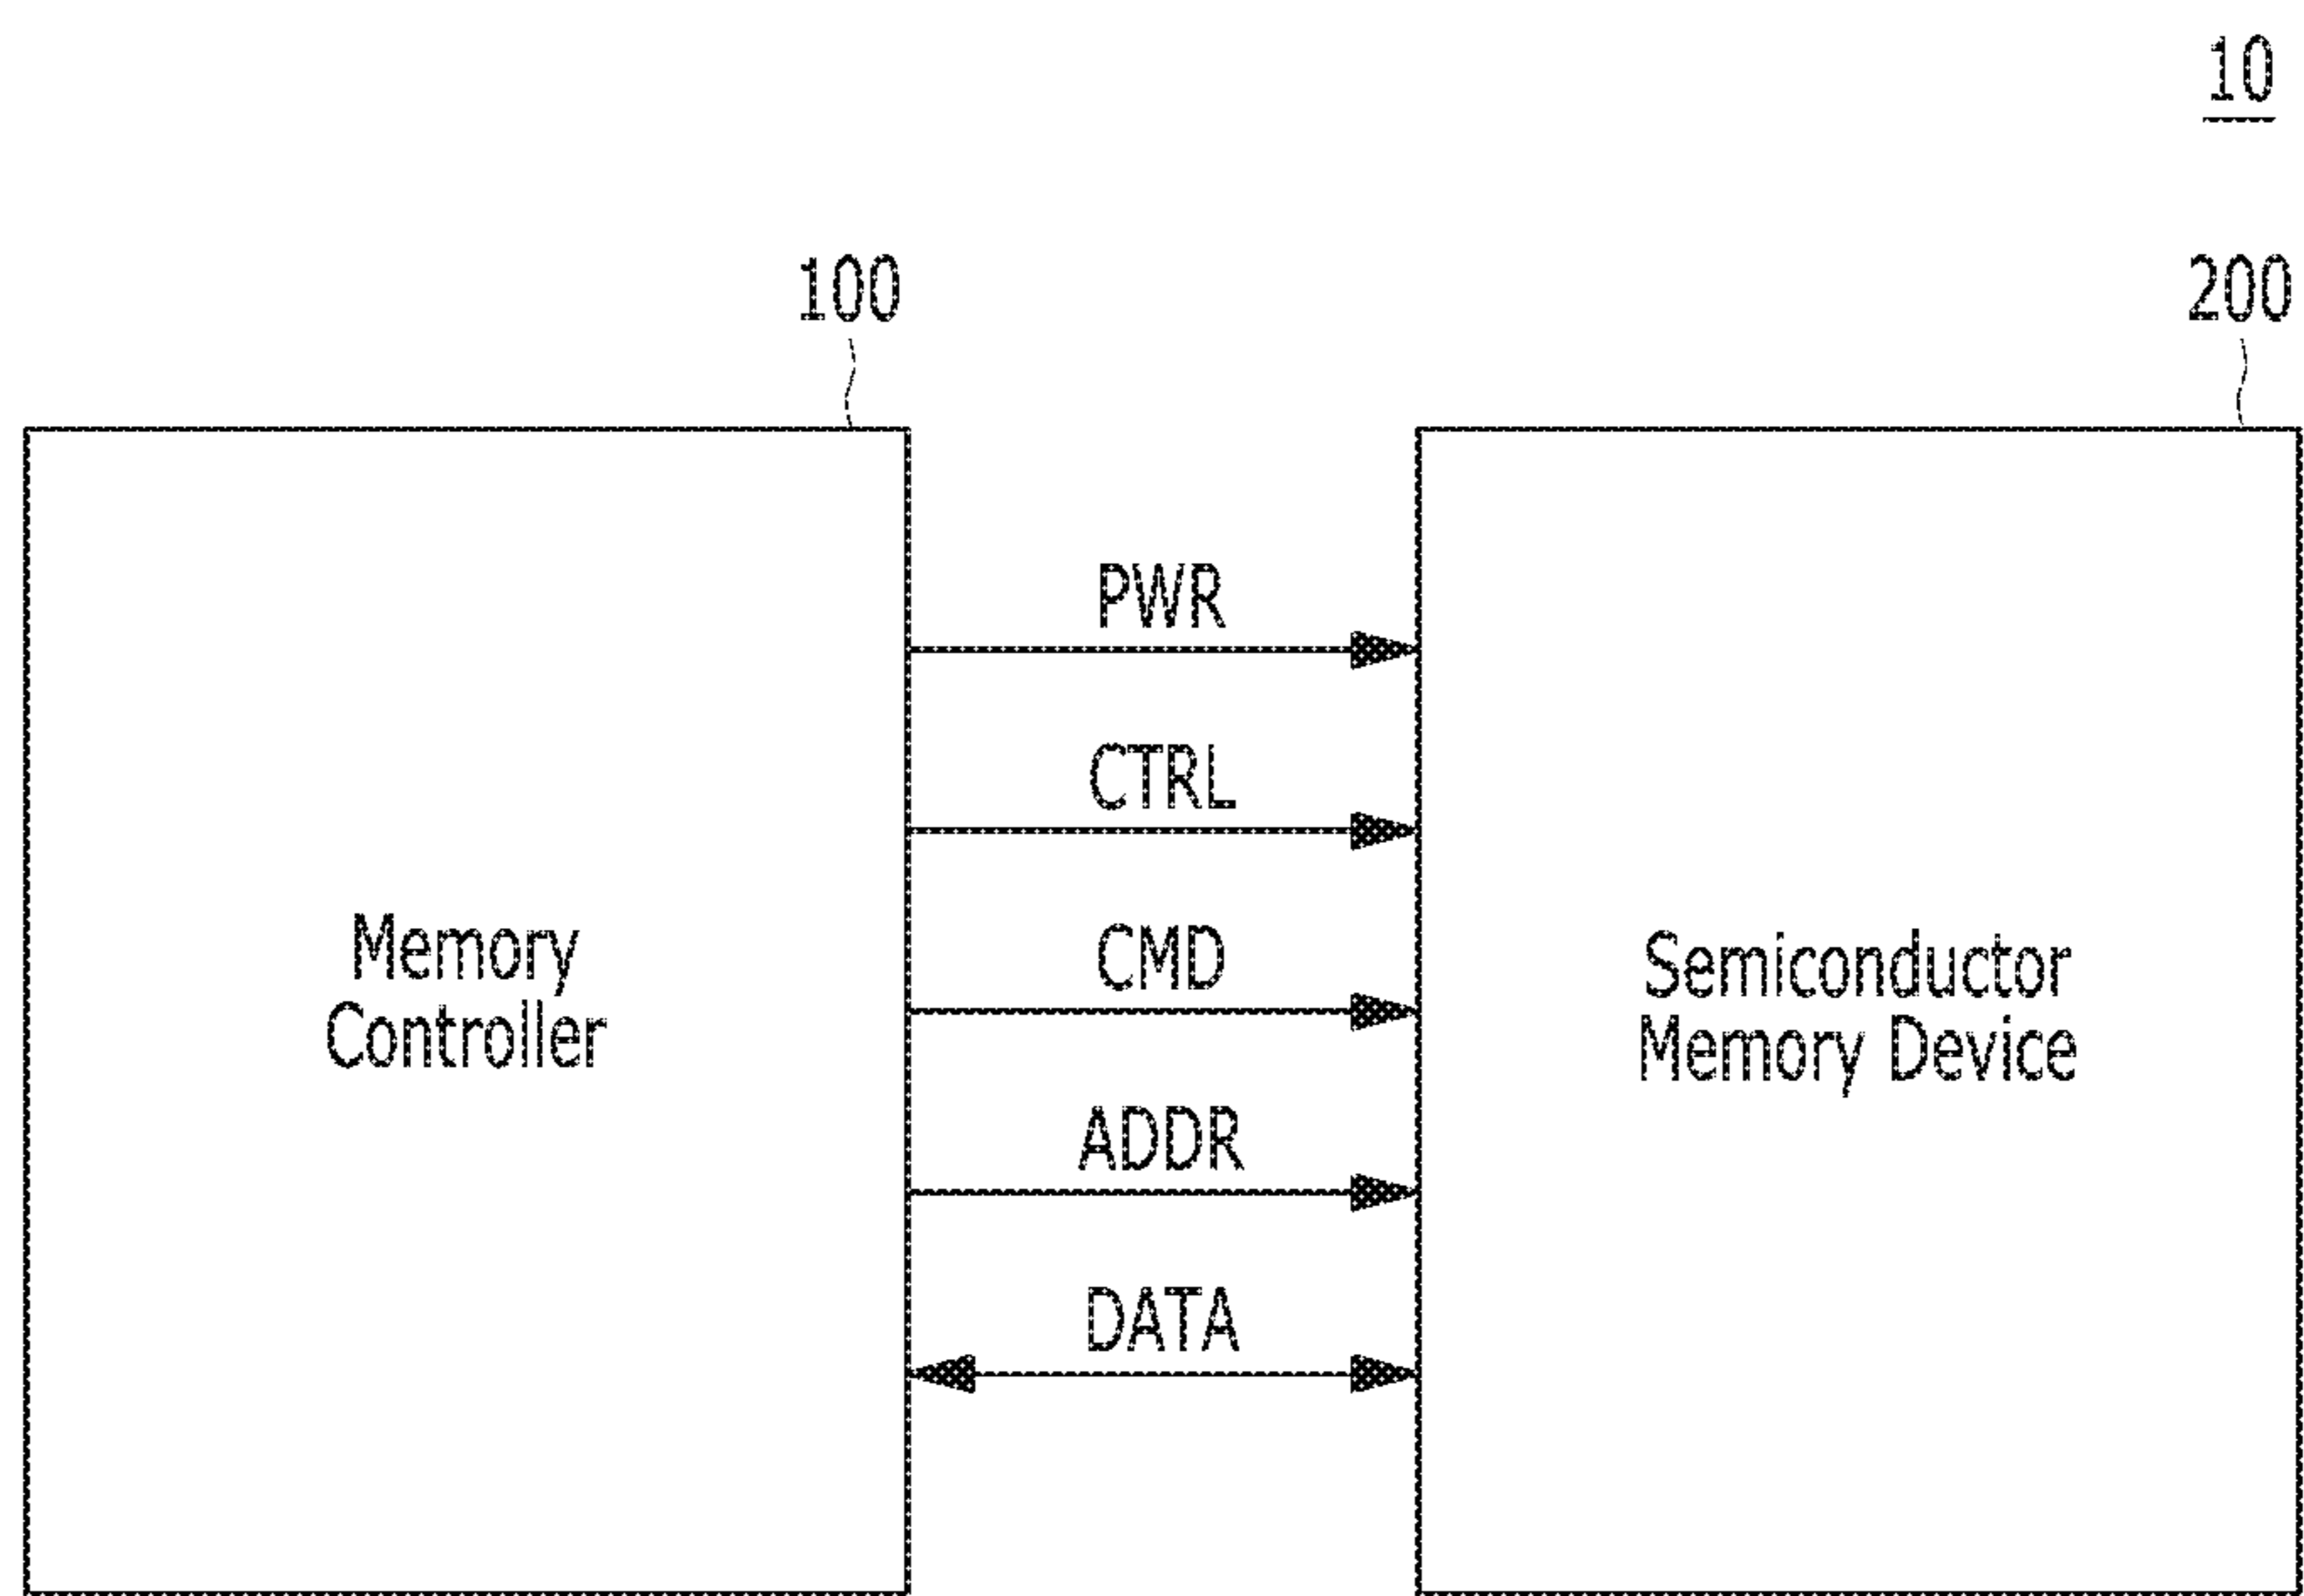 10
100
200
PWR
CTRL
CMD
ADDR
DATA
Memory
Controller
Semiconductor
Memory Device